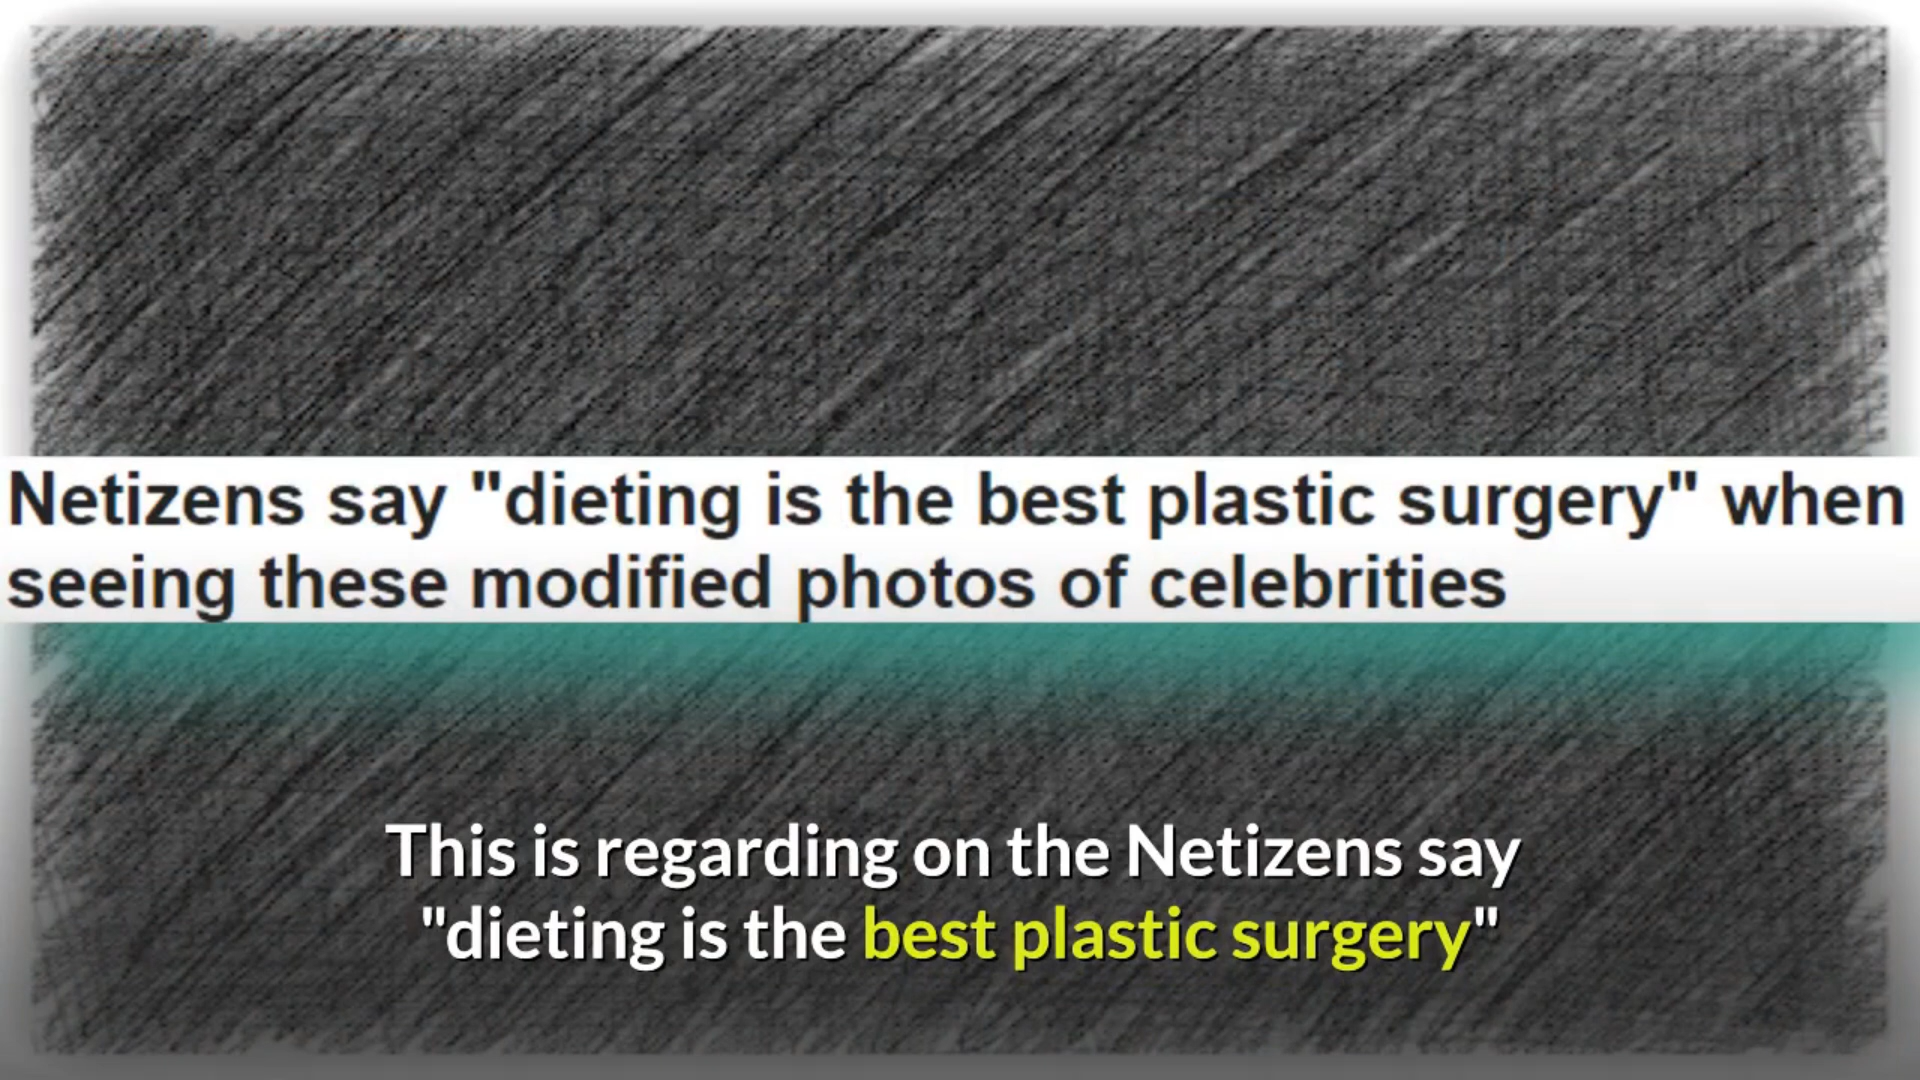 Netizens say "dieting is the best plastic surgery" when
seeing these modified photos of celebrities
This is regarding on the Netizens say
"dieting is the best plastic surgery"